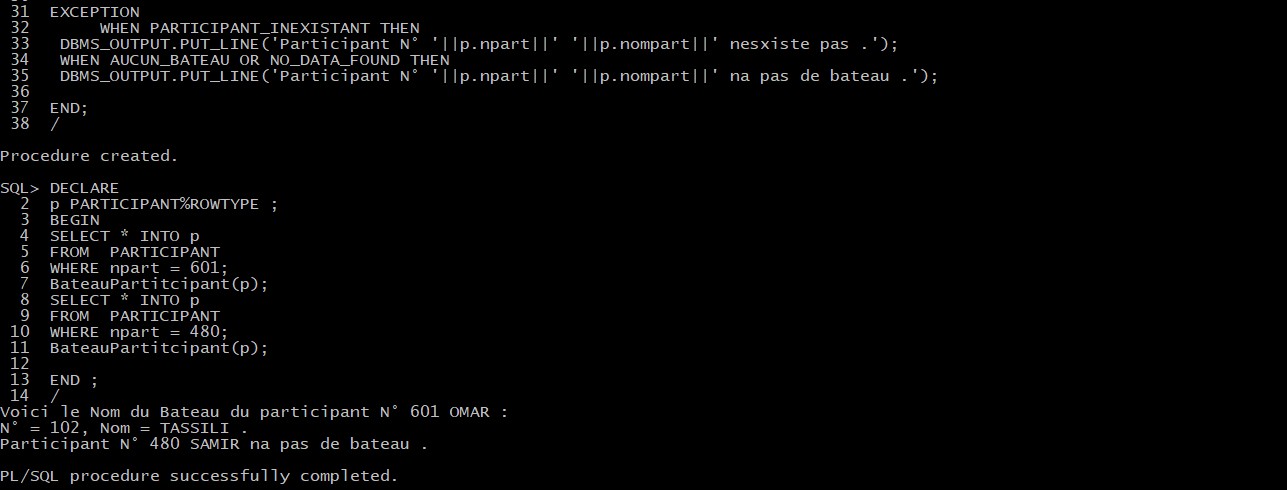 31 EXCEPTION
32 WHEN PARTICIPANT_INEXISTANT THEN
33 DBMS_OUTPUT.PUT_LINE('Participant N° '||p.npart||' '||p.nompart||' nesxiste pas .');
34 WHEN AUCUN_BATEAU OR NO_DATA_FOUND THEN
35 DBMS_OUTPUT.PUT_LINE('Participant N° '||p.npart||' '||p.nompart||' na pas de bateau .');
36
37 END;
38 /
Procedure created.
SQL> DECLARE
2 p PARTICIPANT%ROWTYPE ;
3 BEGIN
4 SELECT * INTO p
5 FROM  PARTICIPANT
6 WHERE npart = 601;
7 BateauPartitcipant(p);
8 SELECT * INTO p
9 FROM  PARTICIPANT
10 WHERE npart = 480;
11 BateauPartitcipant(p);
12
13 END ;
14 /
Voici le Nom du Bateau du participant N° 601 OMAR :
N° = 102, Nom = TASSILI .
Participant N° 480 SAMIR na pas de bateau .
PL/SQL procedure successfully completed.